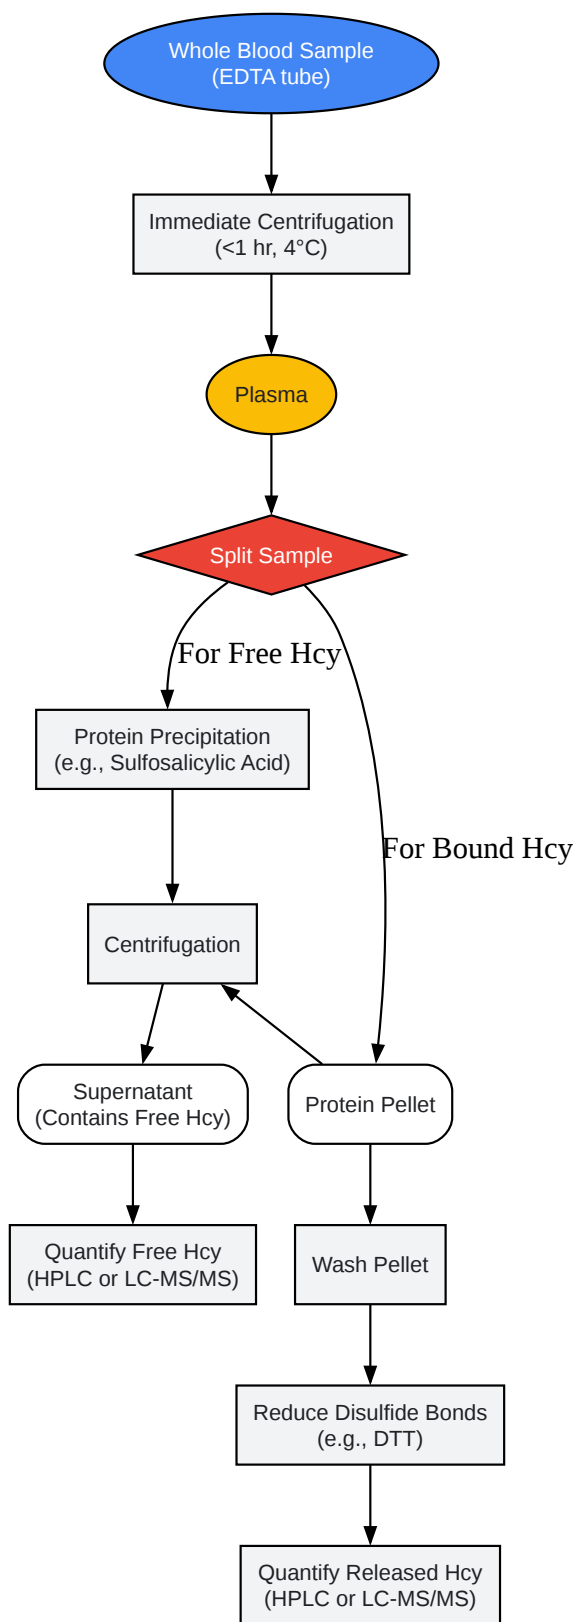 Whole Blood Sample
(EDTA tube)
Immediate Centrifugation
(<1 hr, 4°C)
Plasma
Split Sample
For Free Hcy
Protein Precipitation
(e.g., Sulfosalicylic Acid)
For Bound Hcy
Centrifugation
Supernatant
(Contains Free Hcy)
Protein Pellet
Quantify Free Hcy
(HPLC or LC-MS/MS)
Wash Pellet
Reduce Disulfide Bonds
(e.g., DTT)
Quantify Released Hcy
(HPLC or LC-MS/MS)